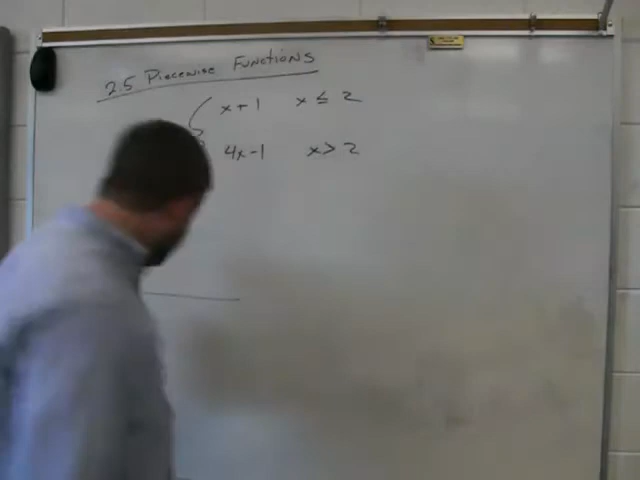 2.5 Piecewise Functions
x+1 x ≤ 2
4x-1 x > 2